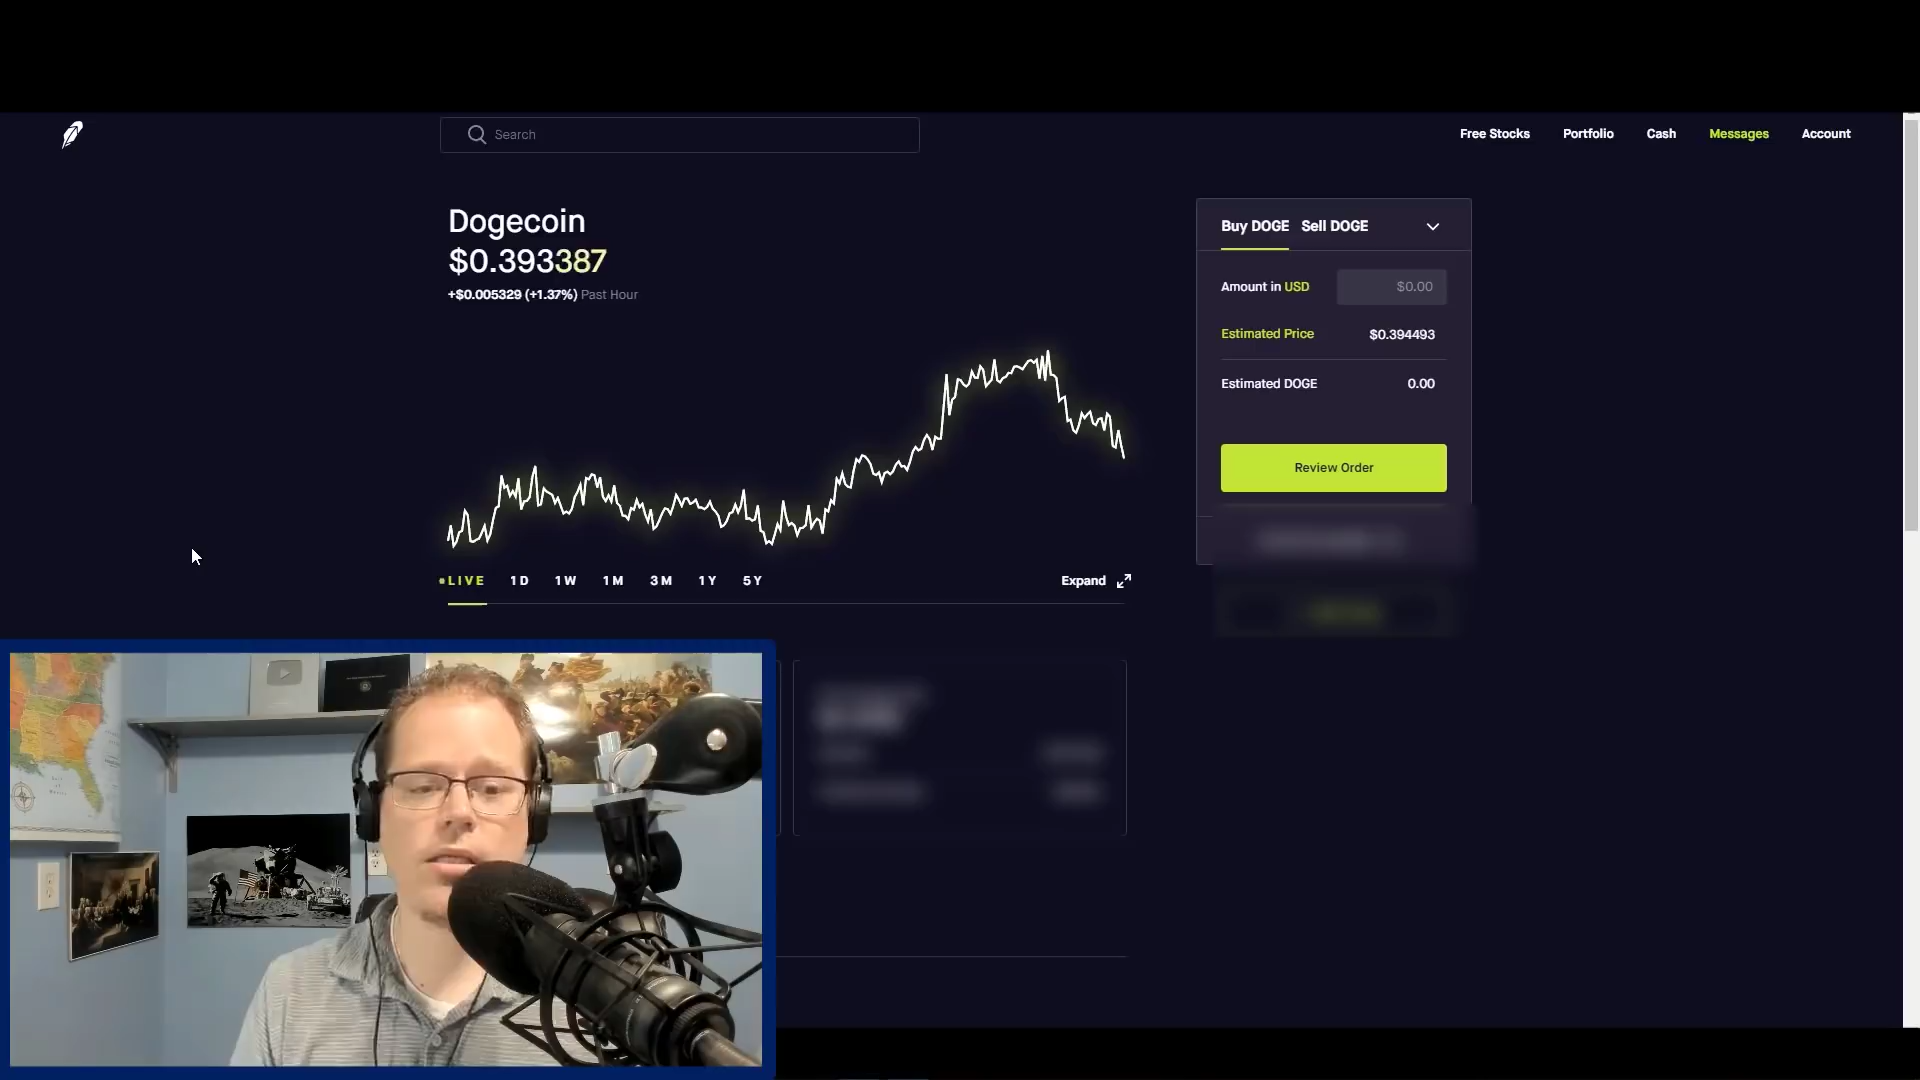 Search
Free Stocks
Portfolio
Cash
Messages
Account
Dogecoin
$0.393387
+$0.005329 (+1.37%) Past Hour
Buy DOGE
Sell DOGE
Amount in USD
$0.00
Estimated Price
$0.394493
Estimated DOGE
0.00
Review Order
LIVE
1D
1W
1M
3M
1Y
5Y
Expand